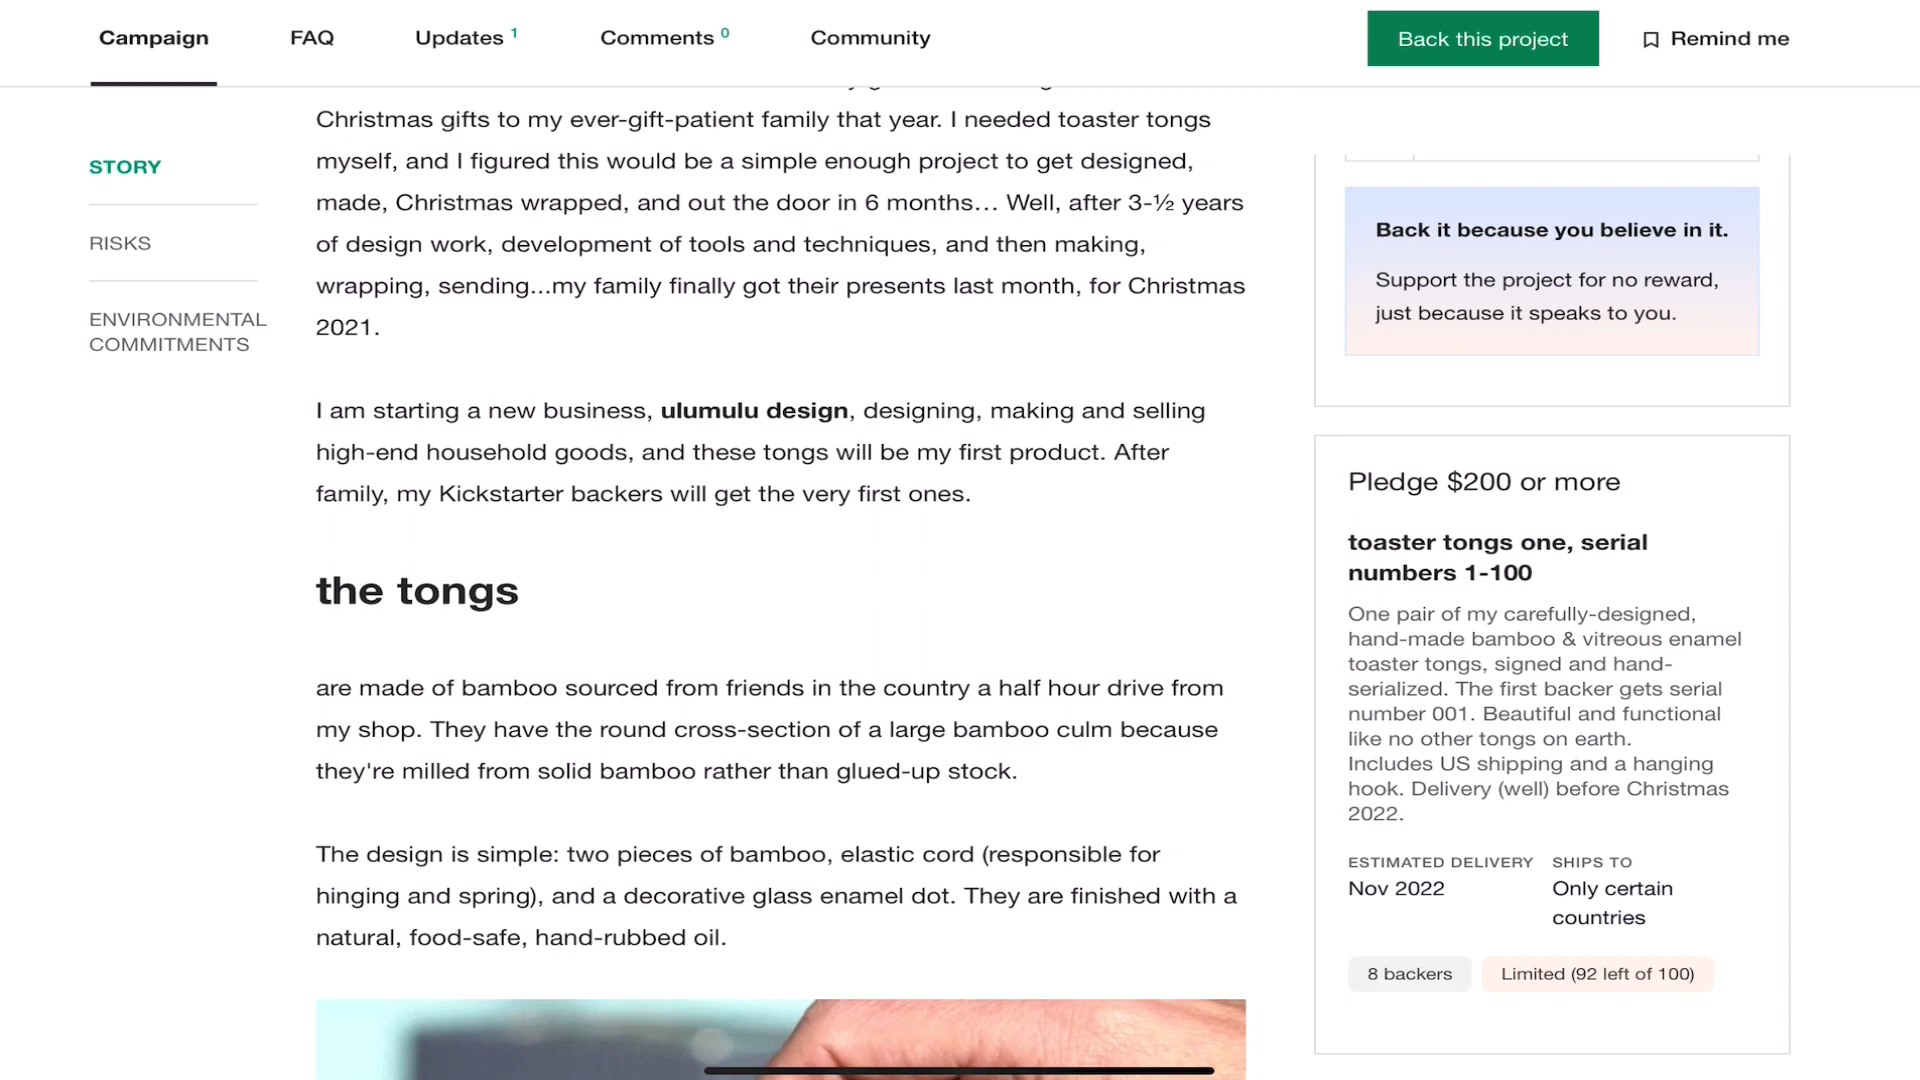 Campaign
FAQ
Updates 1
Comments 0
Community
Back this project
Remind me
STORY
RISKS
ENVIRONMENTAL
COMMITMENTS
Christmas gifts to my ever-gift-patient family that year. I needed toaster tongs
myself, and I figured this would be a simple enough project to get designed,
made, Christmas wrapped, and out the door in 6 months… Well, after 3-½ years
of design work, development of tools and techniques, and then making,
wrapping, sending...my family finally got their presents last month, for Christmas
2021.
I am starting a new business, ulumulu design, designing, making and selling
high-end household goods, and these tongs will be my first product. After
family, my Kickstarter backers will get the very first ones.
the tongs
are made of bamboo sourced from friends in the country a half hour drive from
my shop. They have the round cross-section of a large bamboo culm because
they're milled from solid bamboo rather than glued-up stock.
The design is simple: two pieces of bamboo, elastic cord (responsible for
hinging and spring), and a decorative glass enamel dot. They are finished with a
natural, food-safe, hand-rubbed oil.
Back it because you believe in it.
Support the project for no reward,
just because it speaks to you.
Pledge $200 or more
toaster tongs one, serial
numbers 1-100
One pair of my carefully-designed,
hand-made bamboo & vitreous enamel
toaster tongs, signed and hand-
serialized. The first backer gets serial
number 001. Beautiful and functional
like no other tongs on earth.
Includes US shipping and a hanging
hook. Delivery (well) before Christmas
2022.
ESTIMATED DELIVERY
Nov 2022
SHIPS TO
Only certain
countries
8 backers
Limited (92 left of 100)